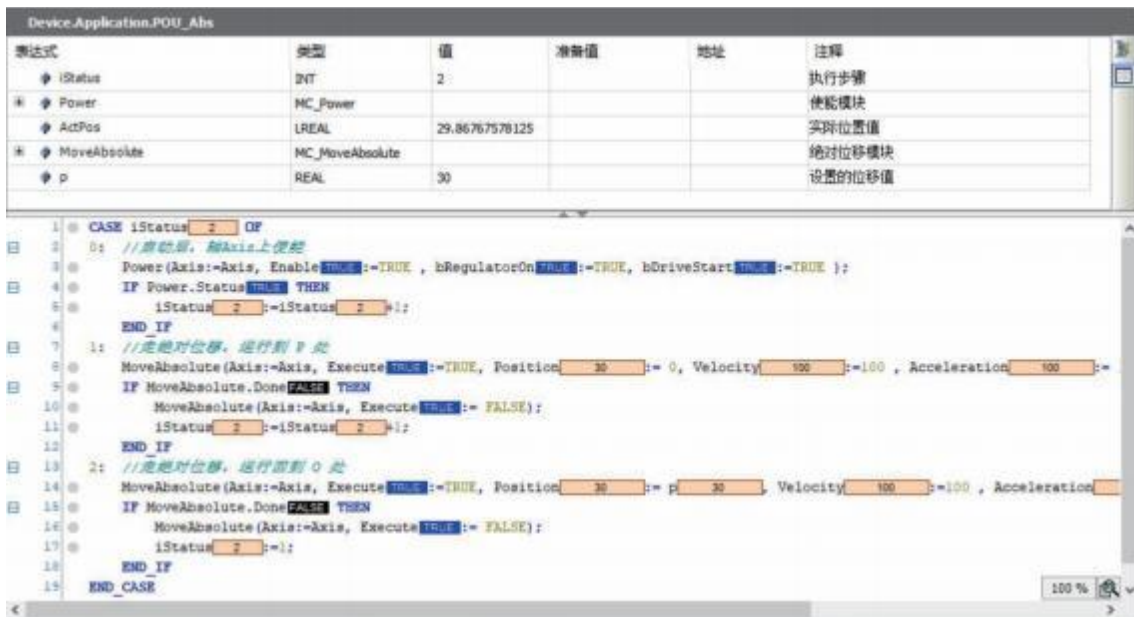 Device.Application.POU_Abs
表达式 类型 值 准备值 地址 注释
iStatus INT 2 执行步骤
Power MC_Power 使能模块
ActPos LREAL 29.86767578125 实际位置值
MoveAbsolute MC_MoveAbsolute 绝对位移模块
p REAL 30 设置的位移值
1 CASE iStatus 2 OF
2 0: //启动后，轴Axis上使能
3 Power(Axis:=Axis, Enable TRUE :=TRUE , bRegulatorOn TRUE :=TRUE, bDriveStart TRUE :=TRUE );
4 IF Power.Status TRUE THEN
5 iStatus 2 :=iStatus 2 +1;
6 END_IF
7 1: //走绝对位移，运行到 P 处
8 MoveAbsolute(Axis:=Axis, Execute TRUE :=TRUE, Position 30 := 0, Velocity 100 :=100 , Acceleration 100 :=
9 IF MoveAbsolute.Done FALSE THEN
10 MoveAbsolute(Axis:=Axis, Execute TRUE := FALSE);
11 iStatus 2 :=iStatus 2 +1;
12 END_IF
13 2: //走绝对位移，运行回到 0 处
14 MoveAbsolute(Axis:=Axis, Execute TRUE :=TRUE, Position 30 := p 30 , Velocity 100 :=100 , Acceleration
15 IF MoveAbsolute.Done FALSE THEN
16 MoveAbsolute(Axis:=Axis, Execute TRUE := FALSE);
17 iStatus 2 :=1;
18 END_IF
19 END_CASE
100 %